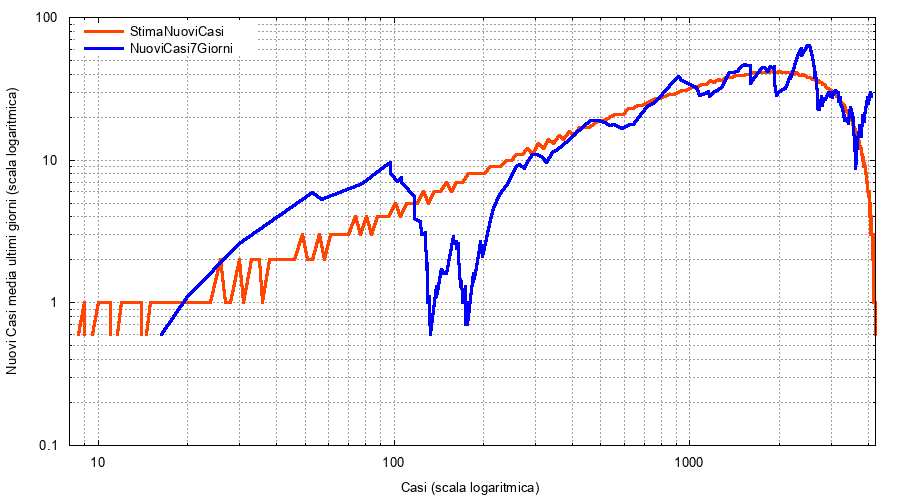 100
StimaNuoviCasi
NuoviCasi7Giorni
10
1
0.1
Nuovi Casi media ultimi giorni (scala logaritmica)
10 100 1000
Casi (scala logaritmica)